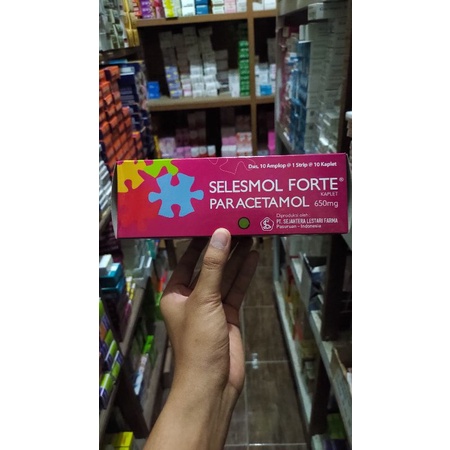 Dus, 10 Amplop @ 1 Strip @ 10 Kaplet
SELESMOL FORTE®
KAPLET
PARACETAMOL 650mg
Diproduksi oleh:
PT. SEJAHTERA LESTARI FARMA
Pasuruan - Indonesia